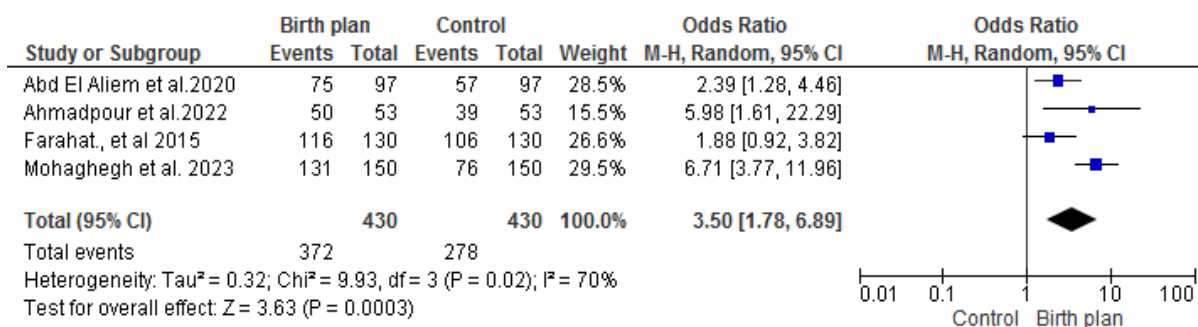 Birth plan Control Odds Ratio Odds Ratio
Study or Subgroup Events Total Events Total Weight M-H, Random, 95% CI M-H, Random, 95% CI
Abd El Aliem et al.2020 75 97 57 97 28.5% 2.39 [1.28, 4.46]
Ahmadpour et al.2022 50 53 39 53 15.5% 5.98 [1.61, 22.29]
Farahat., et al 2015 116 130 106 130 26.6% 1.88 [0.92, 3.82]
Mohaghegh et al. 2023 131 150 76 150 29.5% 6.71 [3.77, 11.96]
Total (95% CI) 430 430 100.0% 3.50 [1.78, 6.89]
Total events 372 278
Heterogeneity: Tau² = 0.32; Chi² = 9.93, df = 3 (P = 0.02); I² = 70%
Test for overall effect: Z = 3.63 (P = 0.0003)
0.01 0.1 1 10 100
Control Birth plan